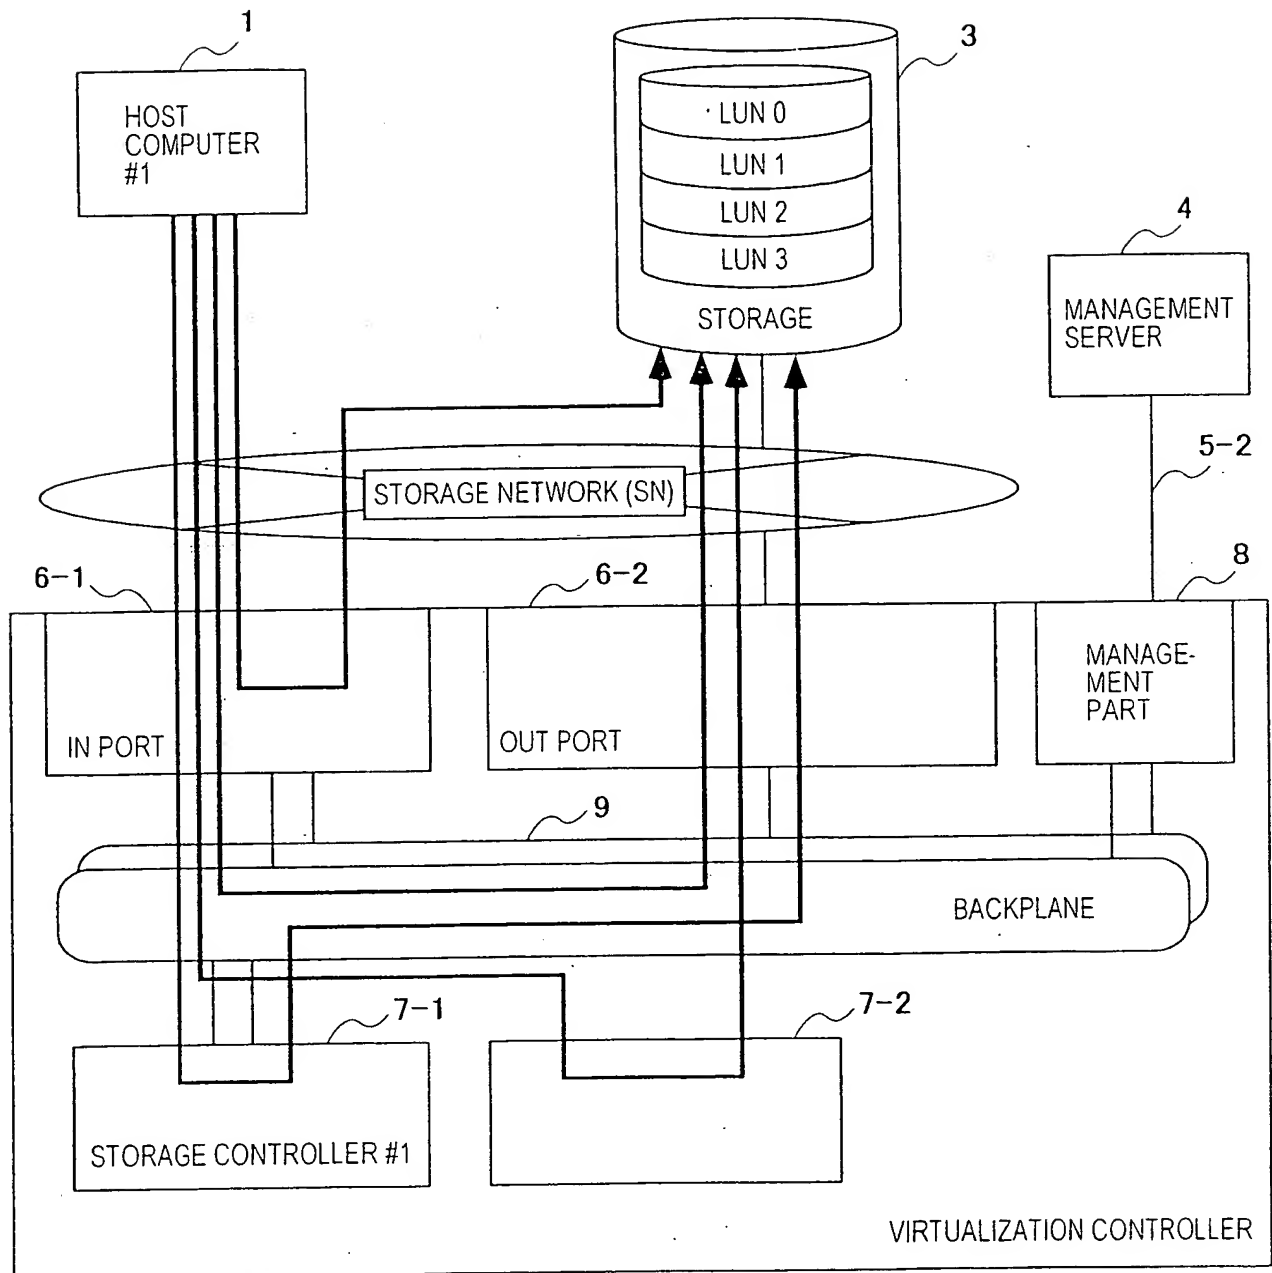 1
3
HOST
COMPUTER
#1
LUN 0
LUN 1
LUN 2
LUN 3
STORAGE
4
MANAGEMENT
SERVER
5-2
STORAGE NETWORK (SN)
6-1
6-2
8
IN PORT
OUT PORT
MANAGE-
MENT
PART
9
BACKPLANE
7-1
7-2
STORAGE CONTROLLER #1
VIRTUALIZATION CONTROLLER